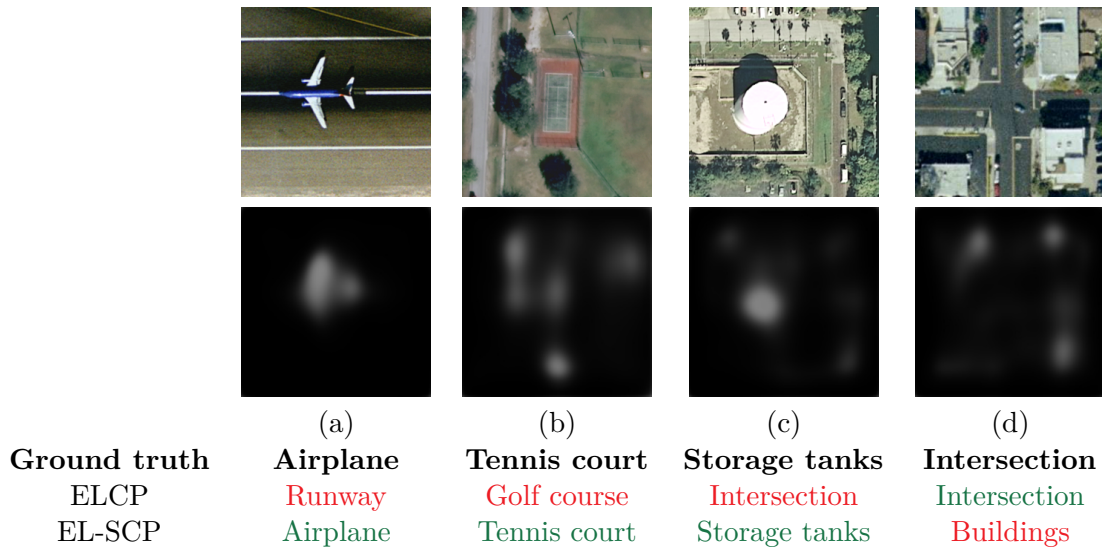 (a) (b) (c) (d)
Ground truth Airplane Tennis court Storage tanks Intersection
ELCP Runway Golf course Intersection Intersection
EL-SCP Airplane Tennis court Storage tanks Buildings